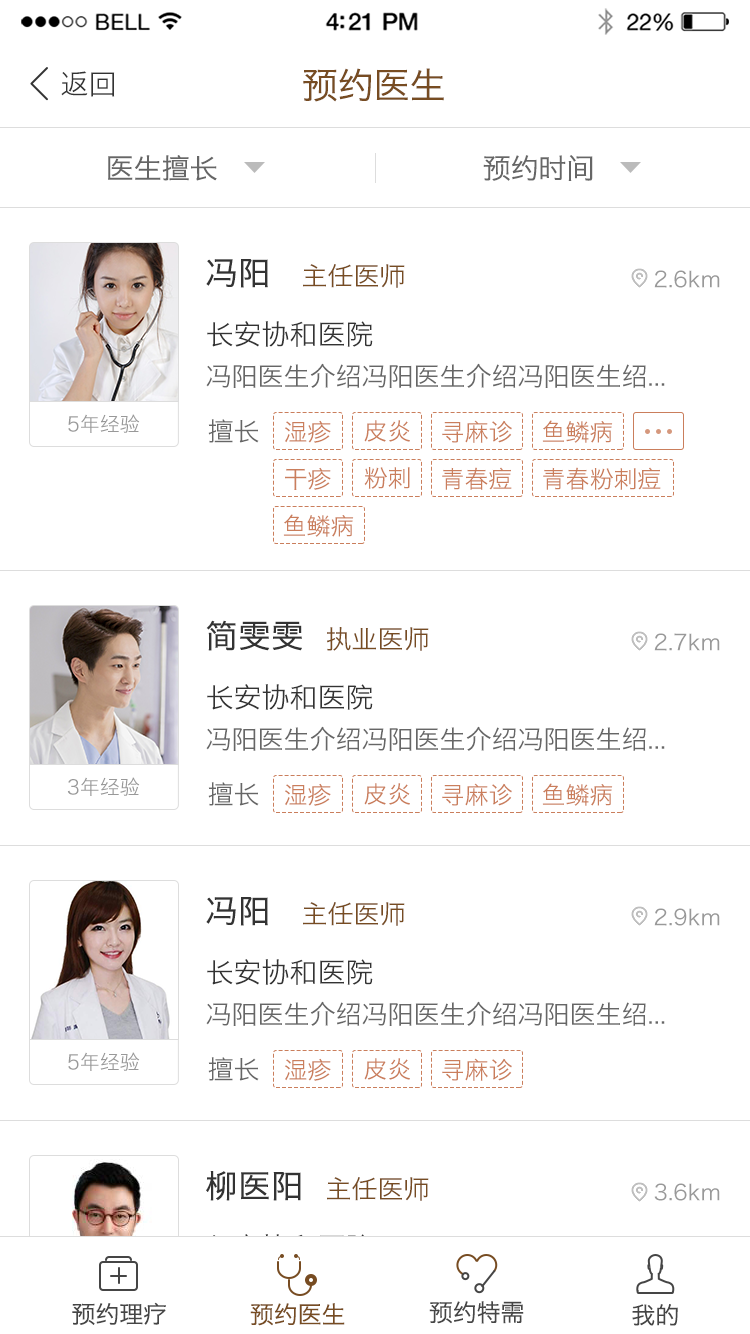 BELL 4:21 PM 22%
返回 预约医生
医生擅长 预约时间
冯阳 主任医师 2.6km
长安协和医院
冯阳医生介绍冯阳医生介绍冯阳医生绍...
5年经验
擅长 湿疹 皮炎 寻麻诊 鱼鳞病 •••
干疹 粉刺 青春痘 青春粉刺痘
鱼鳞病
简雯雯 执业医师 2.7km
长安协和医院
冯阳医生介绍冯阳医生介绍冯阳医生绍...
3年经验
擅长 湿疹 皮炎 寻麻诊 鱼鳞病
冯阳 主任医师 2.9km
长安协和医院
冯阳医生介绍冯阳医生介绍冯阳医生绍...
5年经验
擅长 湿疹 皮炎 寻麻诊
柳医阳 主任医师 3.6km
预约理疗 预约医生 预约特需 我的